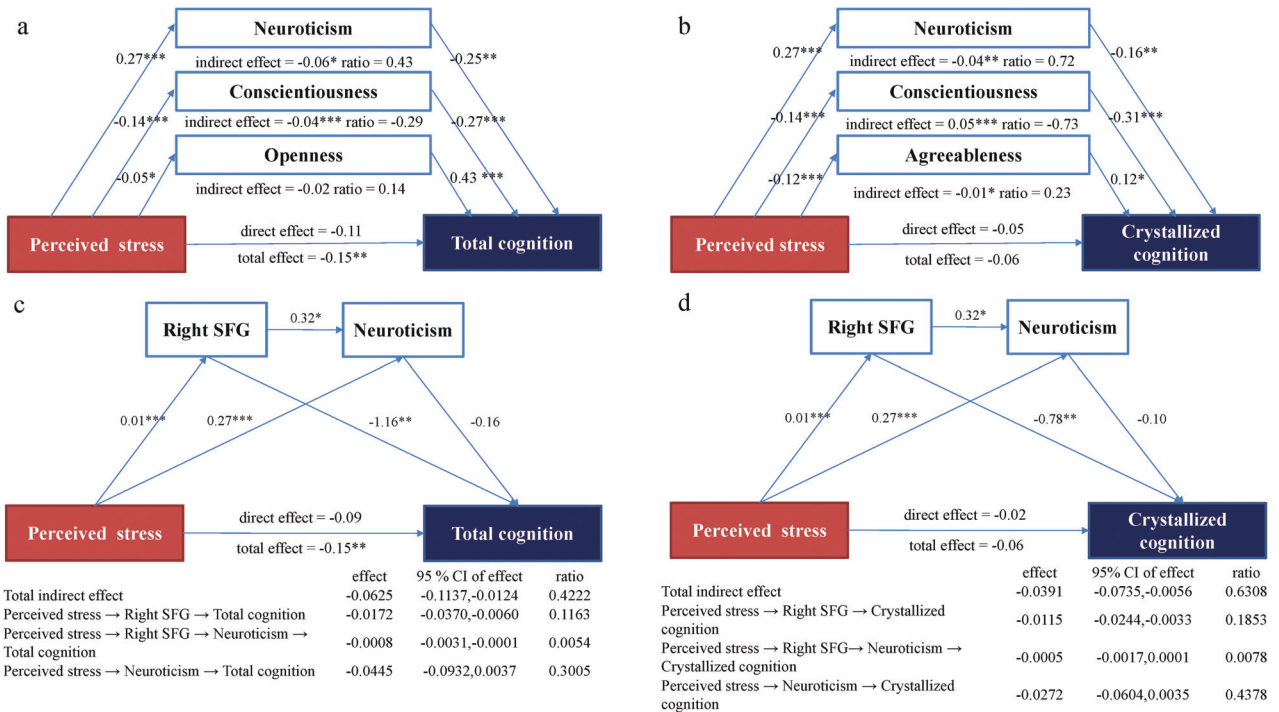 a
Neuroticism
0.27***
-0.25**
indirect effect = -0.06* ratio = 0.43
Conscientiousness
-0.14***
-0.27***
indirect effect = -0.04*** ratio = -0.29
Openness
-0.05*
0.43 ***
indirect effect = -0.02 ratio = 0.14
Perceived stress
direct effect = -0.11
total effect = -0.15**
Total cognition
b
Neuroticism
0.27***
-0.16**
indirect effect = -0.04** ratio = 0.72
Conscientiousness
-0.14***
-0.31***
indirect effect = 0.05*** ratio = -0.73
Agreeableness
-0.12***
0.12*
indirect effect = -0.01* ratio = 0.23
Perceived stress
direct effect = -0.05
total effect = -0.06
Crystallized
cognition
c
Right SFG
0.32*
Neuroticism
0.01***
0.27***
-1.16**
-0.16
Perceived stress
direct effect = -0.09
total effect = -0.15**
Total cognition
effect 95 % CI of effect ratio
Total indirect effect -0.0625 -0.1137,-0.0124 0.4222
Perceived stress → Right SFG → Total cognition -0.0172 -0.0370,-0.0060 0.1163
Perceived stress → Right SFG → Neuroticism →
Total cognition -0.0008 -0.0031,-0.0001 0.0054
Perceived stress → Neuroticism → Total cognition -0.0445 -0.0932,0.0037 0.3005
d
Right SFG
0.32*
Neuroticism
0.01***
0.27***
-0.78**
-0.10
Perceived stress
direct effect = -0.02
total effect = -0.06
Crystallized
cognition
effect 95% CI of effect ratio
Total indirect effect -0.0391 -0.0735,-0.0056 0.6308
Perceived stress → Right SFG → Crystallized
cognition -0.0115 -0.0244,-0.0033 0.1853
Perceived stress → Right SFG→ Neuroticism →
Crystallized cognition -0.0005 -0.0017,0.0001 0.0078
Perceived stress → Neuroticism → Crystallized
cognition -0.0272 -0.0604,0.0035 0.4378